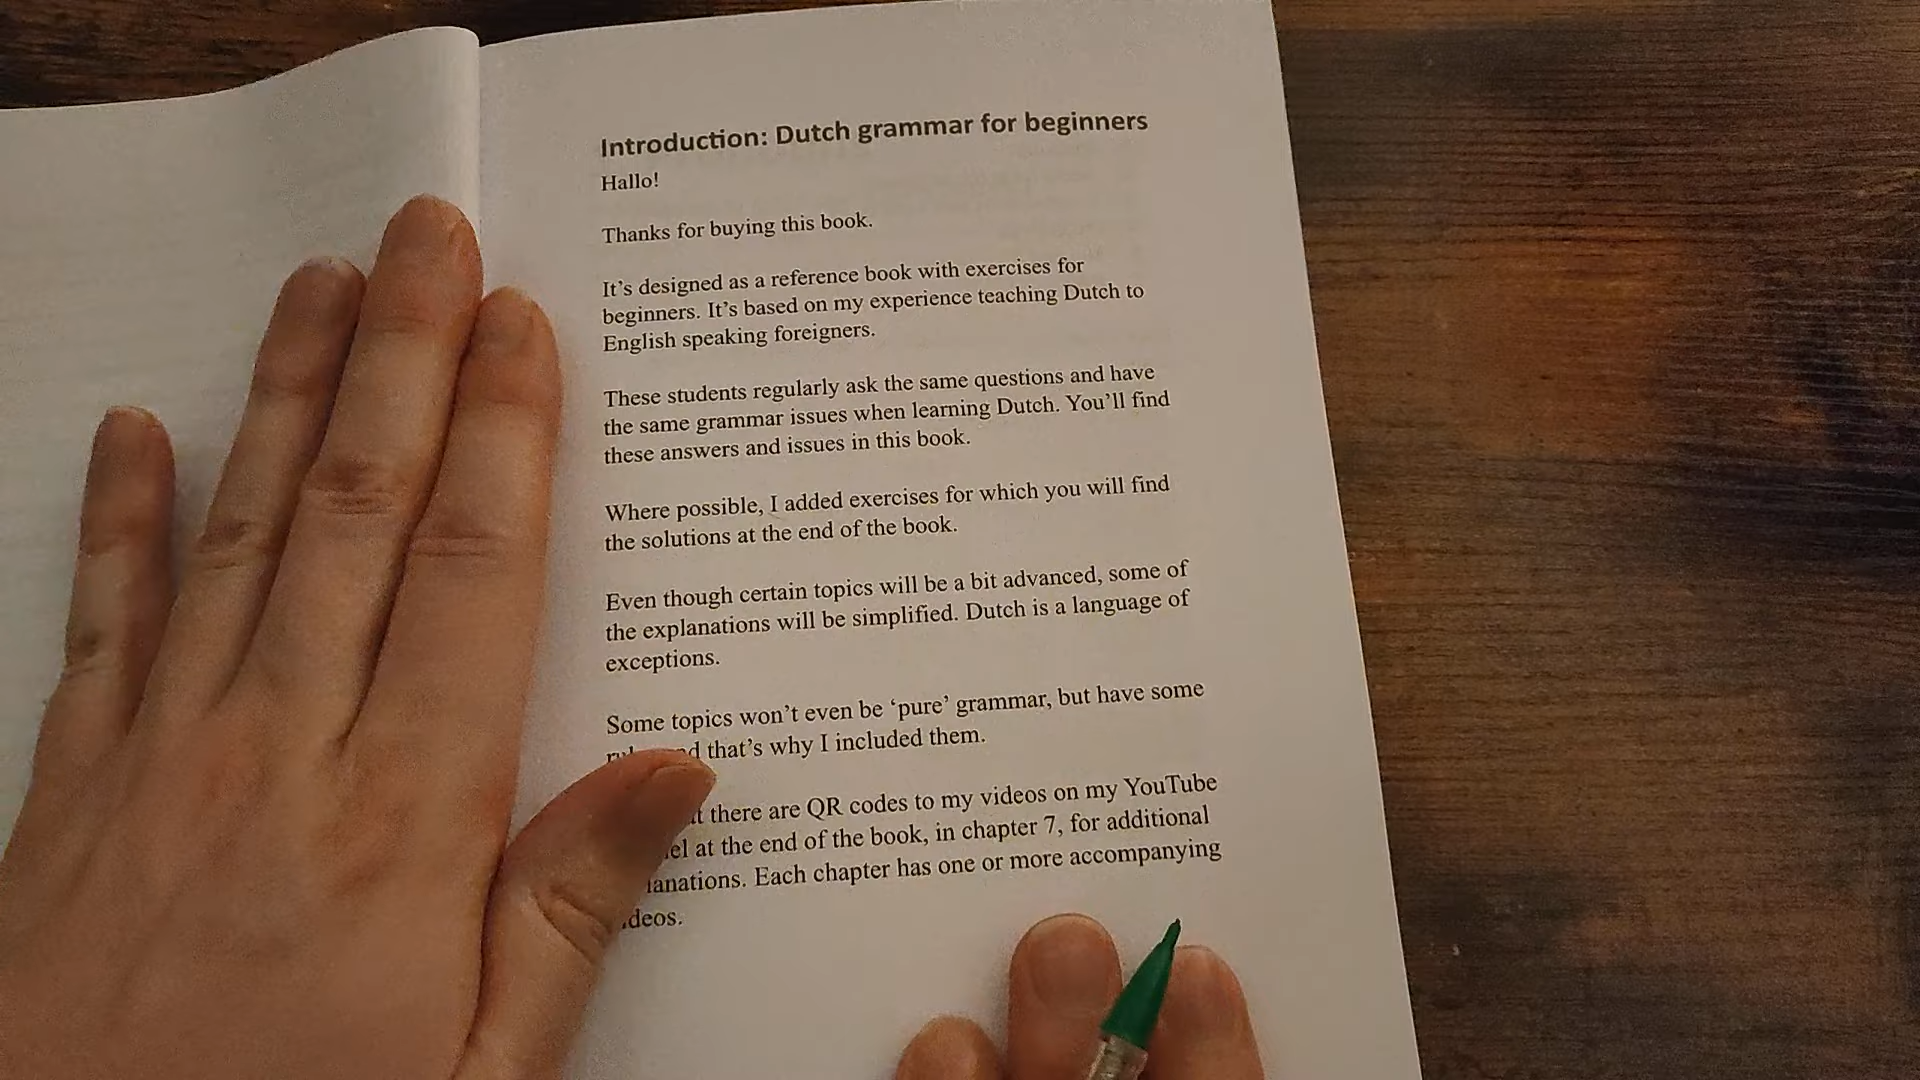 Introduction: Dutch grammar for beginners
Hallo!
Thanks for buying this book.
It's designed as a reference book with exercises for
beginners. It's based on my experience teaching Dutch to
English speaking foreigners.
These students regularly ask the same questions and have
the same grammar issues when learning Dutch. You'll find
these answers and issues in this book.
Where possible, I added exercises for which you will find
the solutions at the end of the book.
Even though certain topics will be a bit advanced, some of
the explanations will be simplified. Dutch is a language of
exceptions.
Some topics won't even be ‘pure’ grammar, but have some
that's why I included them.
there are QR codes to my videos on my YouTube
at the end of the book, in chapter 7, for additional
Each chapter has one or more accompanying